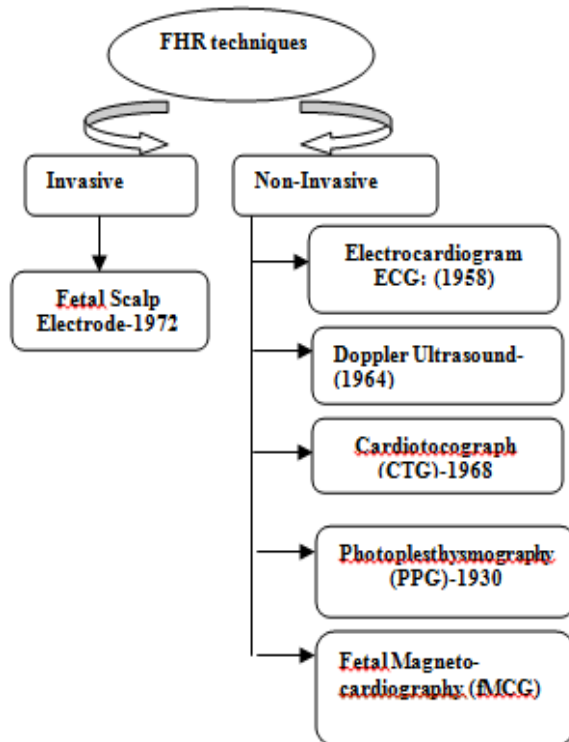 FHR techniques
Invasive
Non-Invasive
Fetal Scalp
Electrode-1972
Electrocardiogram
ECG: (1958)
Doppler Ultrasound-
(1964)
Cardiotocograph
(CTG)-1968
Photoplesthysmography
(PPG)-1930
Fetal Magneto-
cardiography (fMCG)